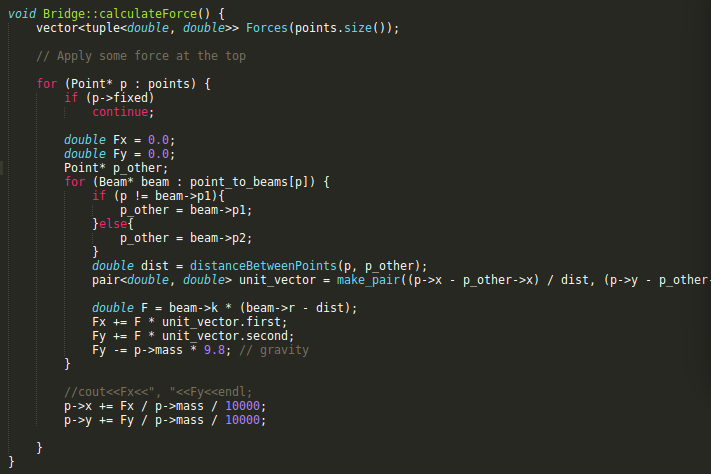 void Bridge::calculateForce() {
    vector<tuple<double, double>> Forces(points.size());

    // Apply some force at the top

    for (Point* p : points) {
        if (p->fixed)
            continue;

        double Fx = 0.0;
        double Fy = 0.0;
        Point* p_other;
        for (Beam* beam : point_to_beams[p]) {
            if (p != beam->p1){
                p_other = beam->p1;
            }else{
                p_other = beam->p2;
            }
            double dist = distanceBetweenPoints(p, p_other);
            pair<double, double> unit_vector = make_pair((p->x - p_other->x) / dist, (p->y - p_other-

            double F = beam->k * (beam->r - dist);
            Fx += F * unit_vector.first;
            Fy += F * unit_vector.second;
            Fy -= p->mass * 9.8; // gravity
        }

        //cout<<Fx<<", "<<Fy<<endl;
        p->x += Fx / p->mass / 10000;
        p->y += Fy / p->mass / 10000;

    }
}